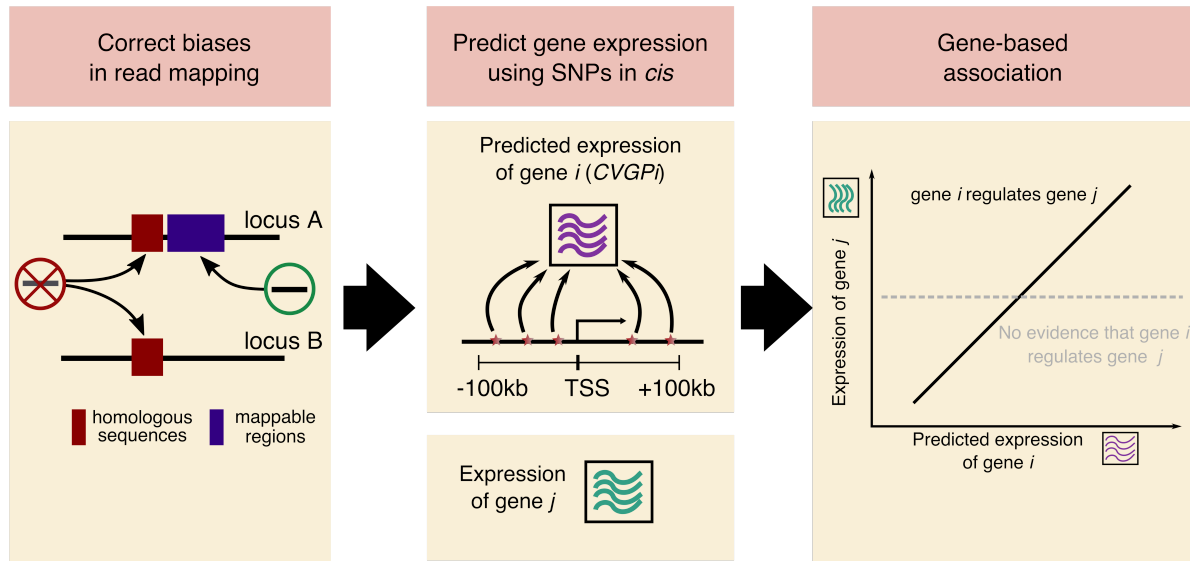 Correct biases
in read mapping
Predict gene expression
using SNPs in cis
Gene-based
association
locus A
locus B
homologous
sequences
mappable
regions
Predicted expression
of gene i (CVGPi)
-100kb
TSS
+100kb
Expression
of gene j
Expression of gene j
gene i regulates gene j
No evidence that gene i
regulates gene j
Predicted expression
of gene i